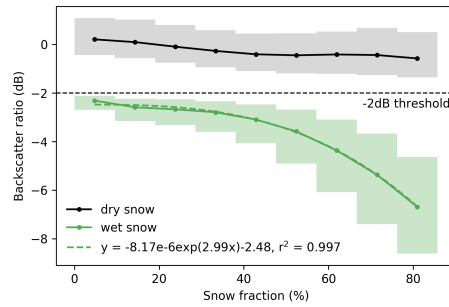 0
−2
−4
−6
−8
Backscatter ratio (dB)
-2dB threshold
dry snow
wet snow
y = -8.17e-6exp(2.99x)-2.48, r² = 0.997
0 20 40 60 80
Snow fraction (%)